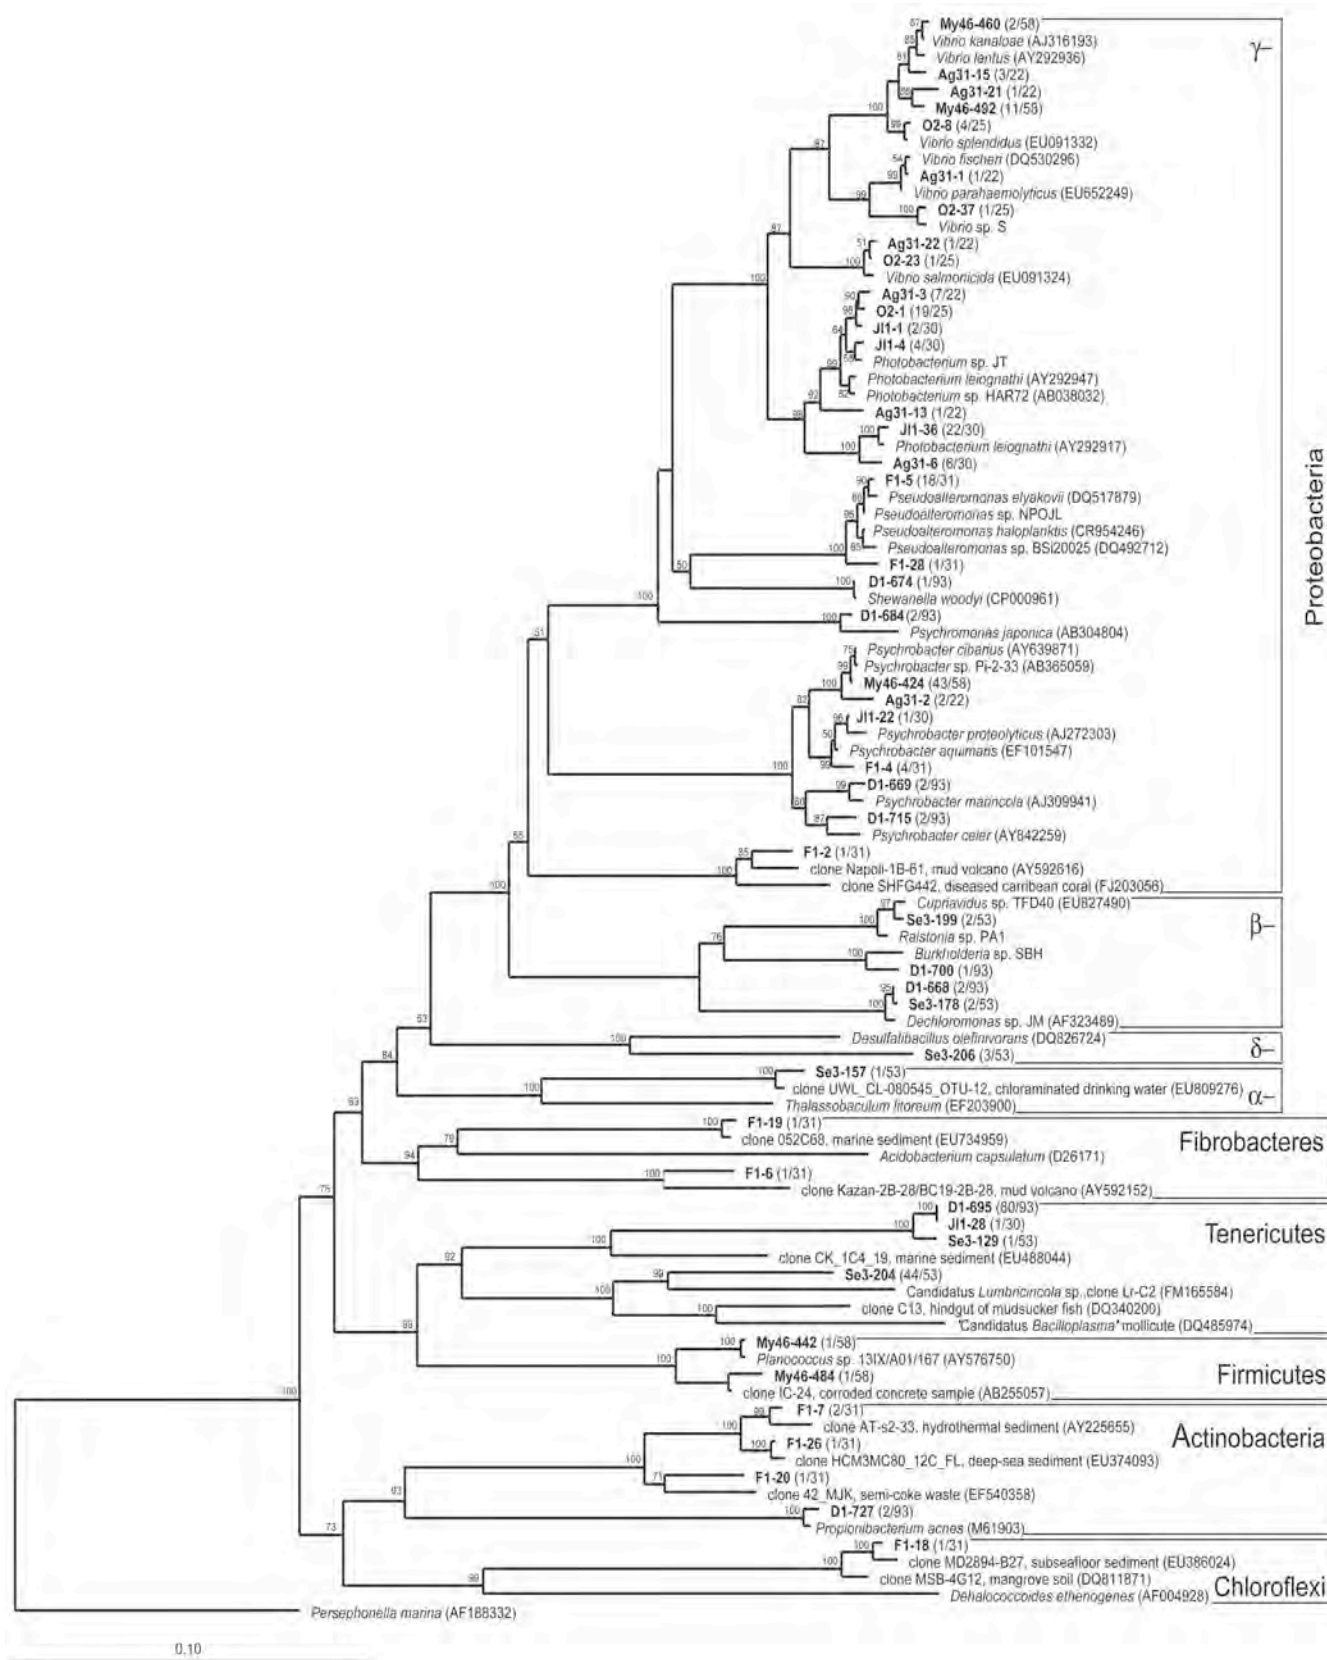 My46-460 (2/58)
Vibrio kanaloae (AJ316193)
γ–
Vibrio lentus (AY292936)
Ag31-15 (3/22)
Ag31-21 (1/22)
My46-492 (11/58)
O2-8 (4/25)
Vibrio splendidus (EU091332)
Vibrio fischeri (DQ530296)
Ag31-1 (1/22)
Vibrio parahaemolyticus (EU652249)
O2-37 (1/25)
Vibrio sp. S
Ag31-22 (1/22)
O2-23 (1/25)
Vibrio salmonicida (EU091324)
Ag31-3 (7/22)
O2-1 (19/25)
JI1-1 (2/30)
JI1-4 (4/30)
Photobacterium sp. JT
Photobacterium leiognathi (AY292947)
Photobacterium sp. HAR72 (AB038032)
Ag31-13 (1/22)
JI1-36 (22/30)
Photobacterium leiognathi (AY292917)
Ag31-6 (6/30)
F1-5 (18/31)
Pseudoalteromonas elyakovii (DQ517879)
Pseudoalteromonas sp. NPOJL
Pseudoalteromonas haloplanktis (CR954246)
Pseudoalteromonas sp. BSi20025 (DQ492712)
F1-28 (1/31)
D1-674 (1/93)
Shewanella woodyi (CP000961)
D1-684 (2/93)
Psychromonas japonica (AB304804)
Proteobacteria
Psychrobacter cibarius (AY639871)
Psychrobacter sp. Pi-2-33 (AB365059)
My46-424 (43/58)
Ag31-2 (2/22)
JI1-22 (1/30)
Psychrobacter proteolyticus (AJ272303)
Psychrobacter aquimaris (EF101547)
F1-4 (4/31)
D1-669 (2/93)
Psychrobacter marincola (AJ309941)
D1-715 (2/93)
Psychrobacter celer (AY842259)
F1-2 (1/31)
clone Napoli-1B-61, mud volcano (AY592616)
clone SHFG442, diseased carribean coral (FJ203056)
Cupriavidus sp. TFD40 (EU827490)
Se3-199 (2/53)
β–
Ralstonia sp. PA1
Burkholderia sp. SBH
D1-700 (1/93)
D1-668 (2/93)
Se3-178 (2/53)
Dechloromonas sp. JM (AF323489)
Desulfatibacillus olefinivorans (DQ826724)
Se3-206 (3/53)
δ–
Se3-157 (1/53)
clone UWL_CL-080545_OTU-12, chloraminated drinking water (EU809276)
Thalassobaculum litoreum (EF203900)
α–
F1-19 (1/31)
clone 052C68, marine sediment (EU734959)
Fibrobacteres
Acidobacterium capsulatum (D26171)
F1-6 (1/31)
clone Kazan-2B-28/BC19-2B-28, mud volcano (AY592152)
D1-695 (80/93)
JI1-28 (1/30)
Tenericutes
Se3-129 (1/53)
clone CK_1C4_19, marine sediment (EU488044)
Se3-204 (44/53)
Candidatus Lumbricincola sp.,clone Lr-C2 (FM165584)
clone C13, hindgut of mudsucker fish (DQ340200)
'Candidatus Bacilloplasma' mollicute (DQ485974)
My46-442 (1/58)
Planococcus sp. 13IX/A01/167 (AY576750)
My46-484 (1/58)
Firmicutes
clone IC-24, corroded concrete sample (AB255057)
F1-7 (2/31)
clone AT-s2-33, hydrothermal sediment (AY225655)
Actinobacteria
F1-26 (1/31)
clone HCM3MC80_12C_FL, deep-sea sediment (EU374093)
F1-20 (1/31)
clone 42_MJK, semi-coke waste (EF540358)
D1-727 (2/93)
Propionibacterium acnes (M61903)
F1-18 (1/31)
clone MD2894-B27, subseafloor sediment (EU386024)
clone MSB-4G12, mangrove soil (DQ811871)
Chloroflexi
Dehalococcoides ethenogenes (AF004928)
Persephonella marina (AF188332)
0.10